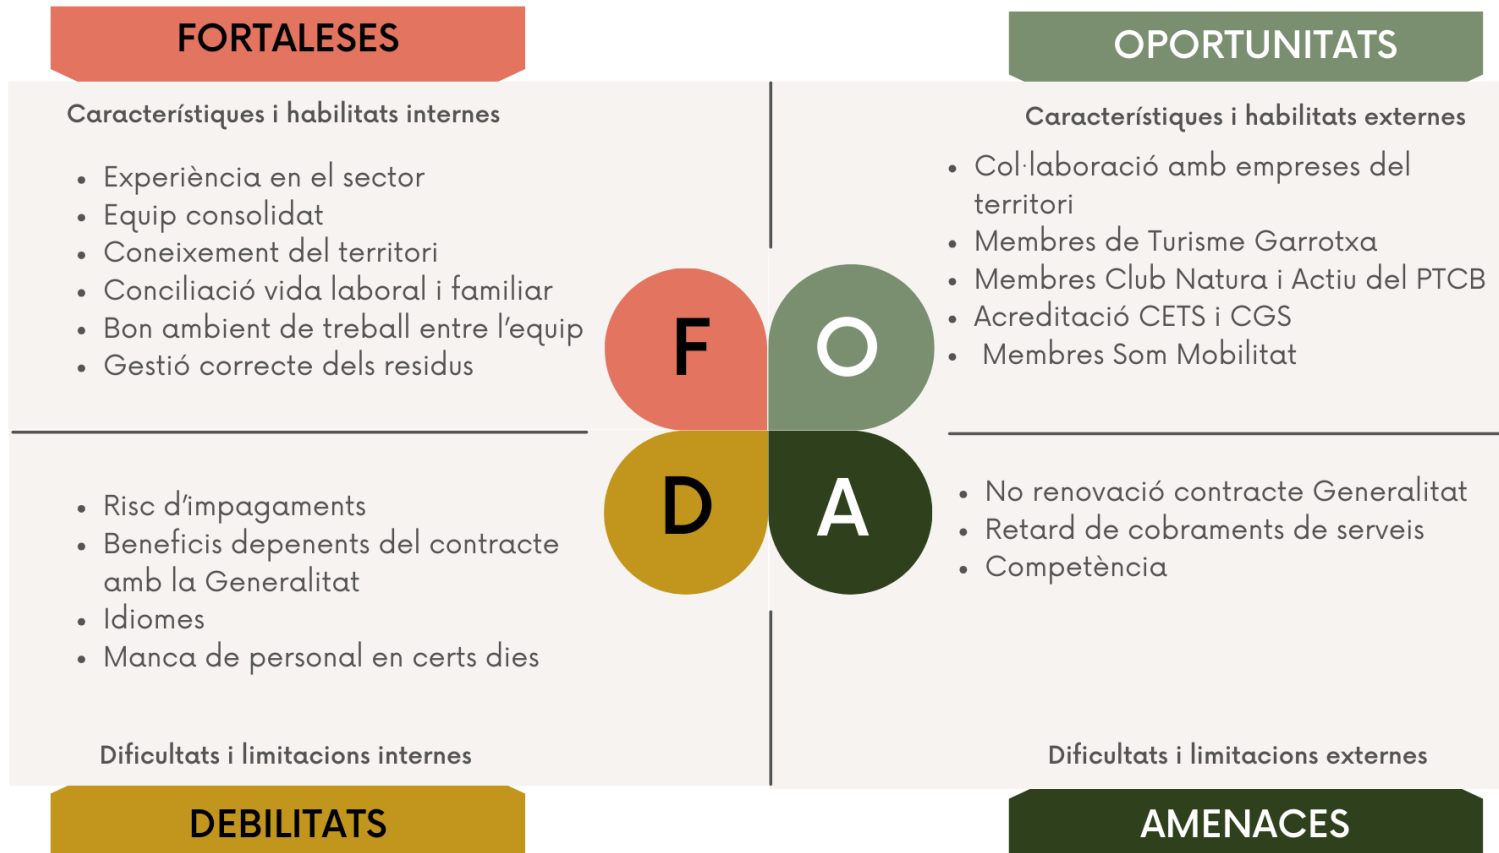 FORTALESES
Característiques i habilitats internes
• Experiència en el sector
• Equip consolidat
• Coneixement del territori
• Conciliació vida laboral i familiar
• Bon ambient de treball entre l'equip
• Gestió correcte dels residus
OPORTUNITATS
Característiques i habilitats externes
• Col·laboració amb empreses del
territori
• Membres de Turisme Garrotxa
• Membres Club Natura i Actiu del PTCB
• Acreditació CETS i CGS
• Membres Som Mobilitat
F
O
D
A
• Risc d'impagaments
• Beneficis depenents del contracte
amb la Generalitat
• Idiomes
• Manca de personal en certs dies
Dificultats i limitacions internes
DEBILITATS
• No renovació contracte Generalitat
• Retard de cobraments de serveis
• Competència
Dificultats i limitacions externes
AMENACES